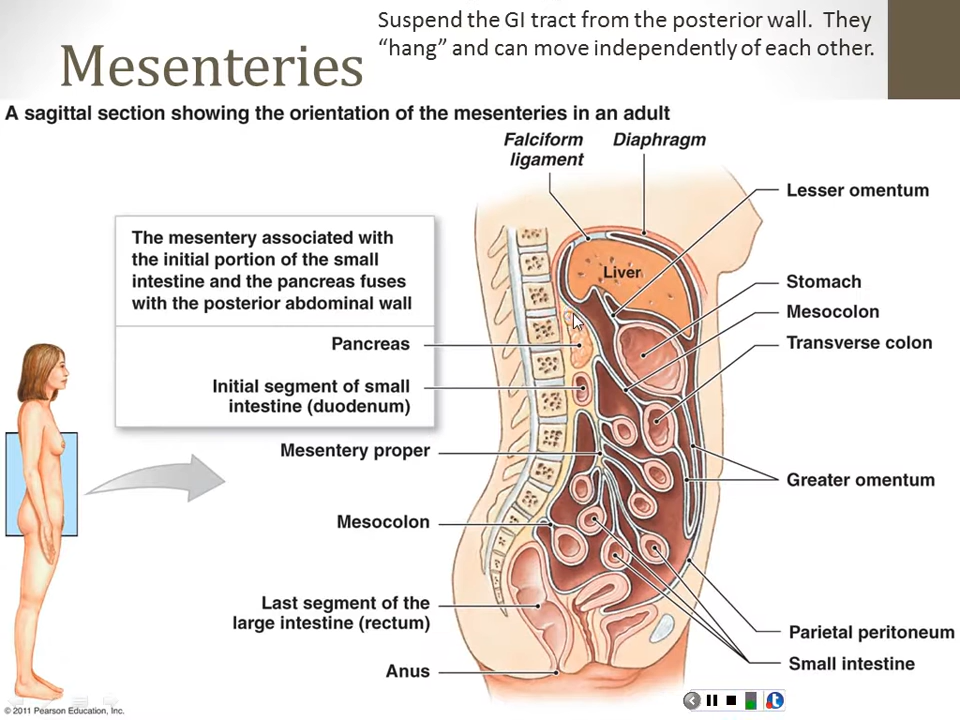 Suspend the GI tract from the posterior wall.  They
“hang” and can move independently of each other.
Mesenteries
A sagittal section showing the orientation of the mesenteries in an adult
Falciform
ligament
Diaphragm
Lesser omentum
The mesentery associated with
the initial portion of the small
intestine and the pancreas fuses
with the posterior abdominal wall
Liver
Stomach
Mesocolon
Pancreas
Transverse colon
Initial segment of small
intestine (duodenum)
Mesentery proper
Greater omentum
Mesocolon
Last segment of the
large intestine (rectum)
Parietal peritoneum
Small intestine
Anus
© 2011 Pearson Education, Inc.
t